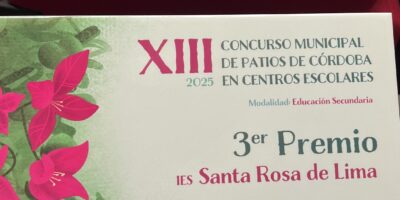 XIII
2025
CONCURSO MUNICIPAL
DE PATIOS DE CÓRDOBA
EN CENTROS ESCOLARES
Modalidad: Educación Secundaria
3er Premio
IES Santa Rosa de Lima